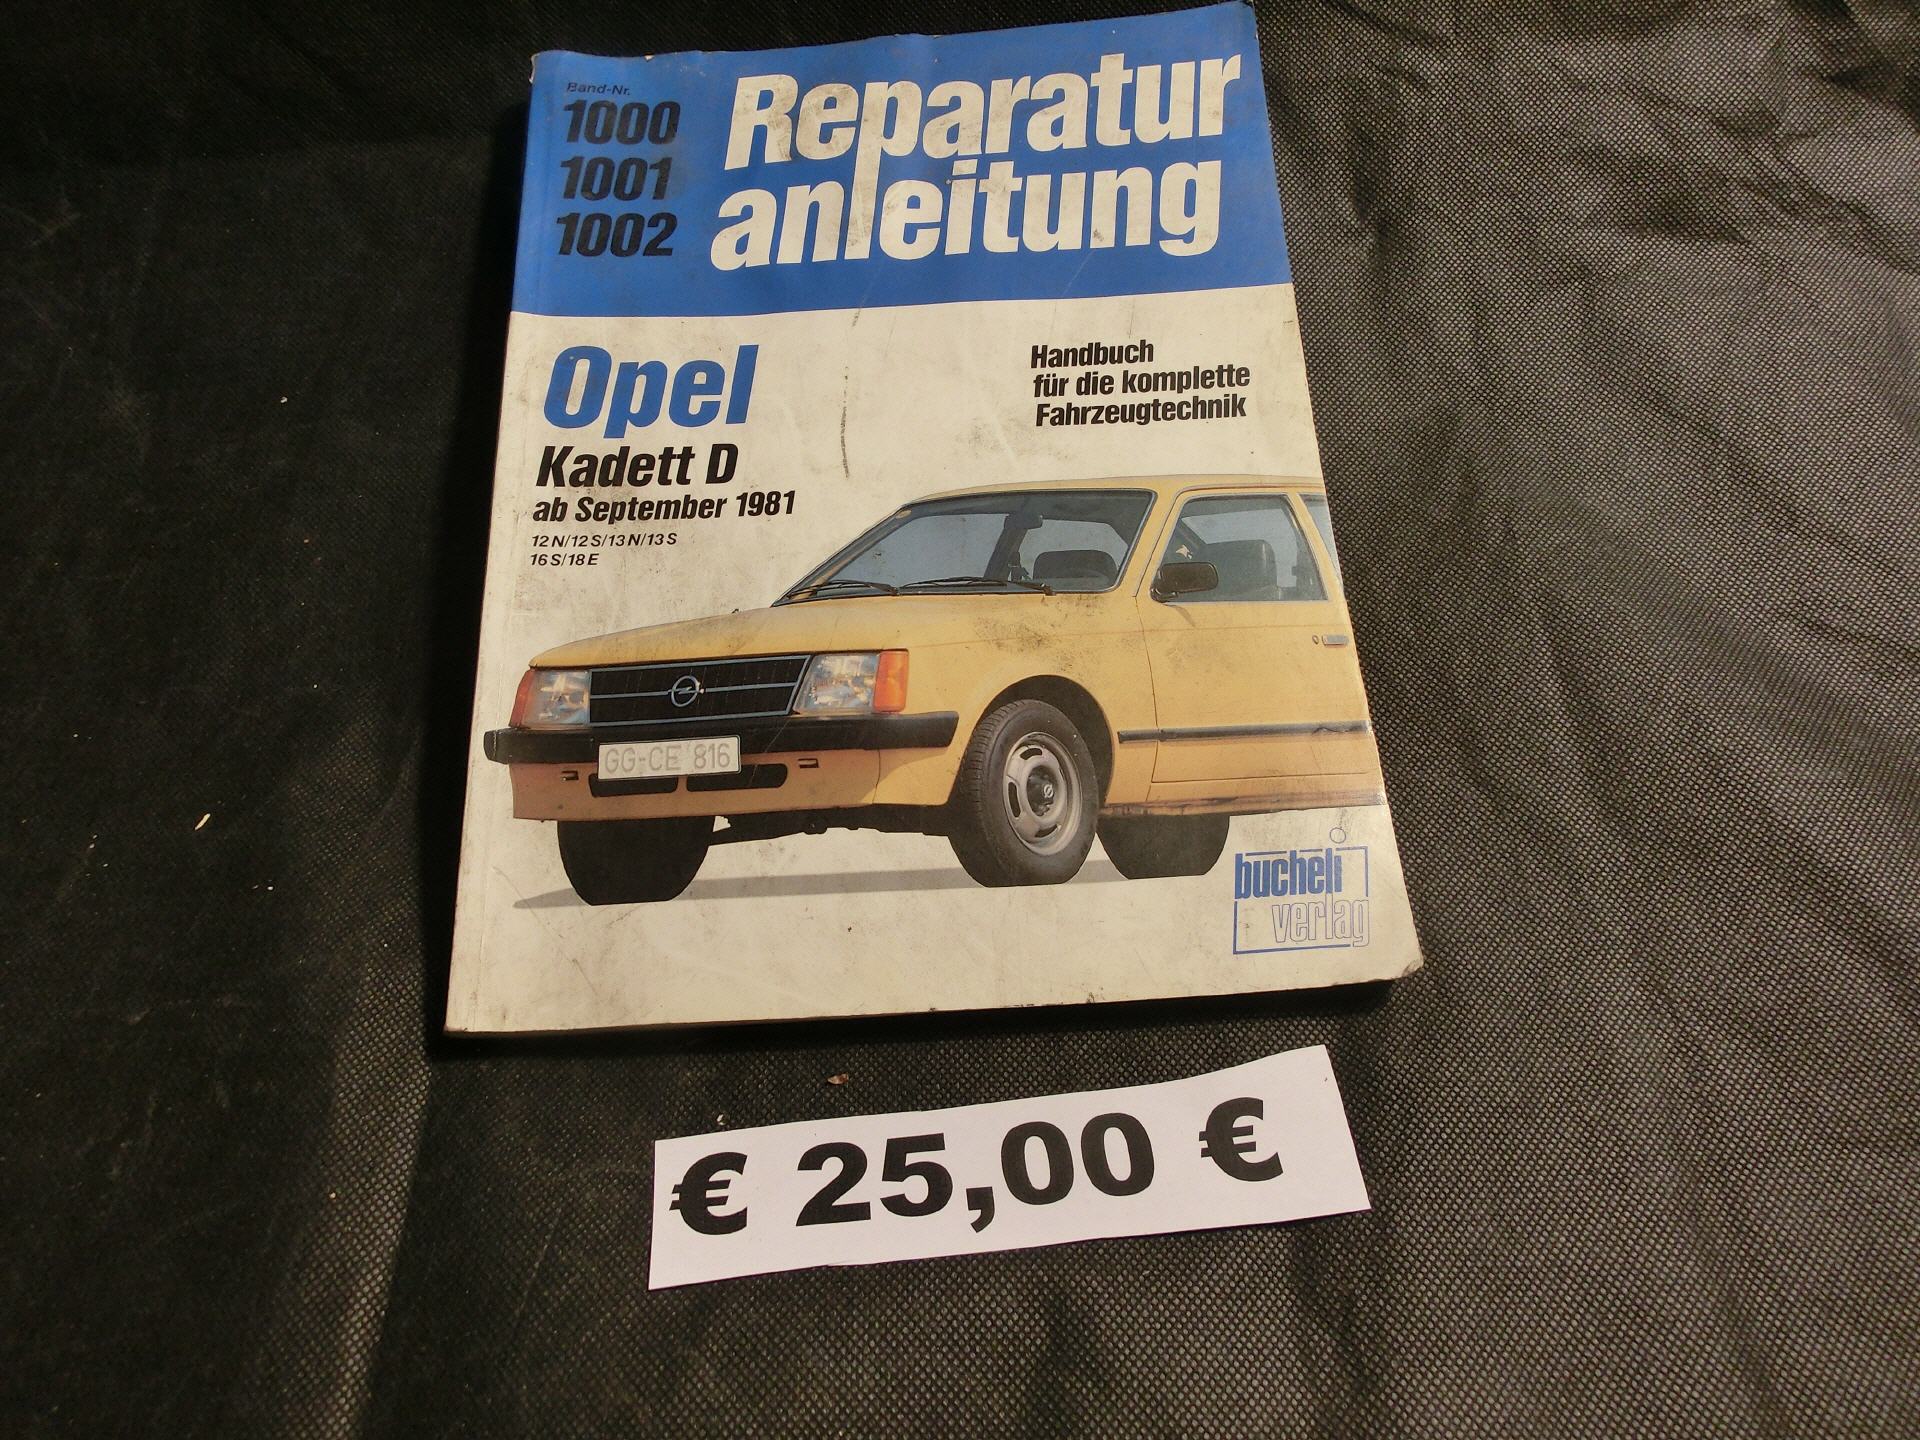 Band-Nr.
1000
1001
1002
Reparatur
anleitung
Opel
Kadett D
ab September 1981
12 N/12 S/13 N/13 S
16 S/18 E
Handbuch
für die komplette
Fahrzeugtechnik
GG-CE 816
bucheli
verlag
€ 25,00 €